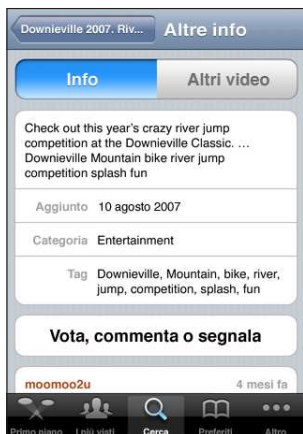 Downieville 2007. Riv... Altre info
Info Altri video
Check out this year's crazy river jump
competition at the Downieville Classic. ...
Downieville Mountain bike river jump
competition splash fun
Aggiunto 10 agosto 2007
Categoria Entertainment
Tag Downieville, Mountain, bike, river,
jump, competition, splash, fun
Vota, commenta o segnala
moomoo2u 4 mesi fa
Primo piano I più visti Cerca Preferiti Altro